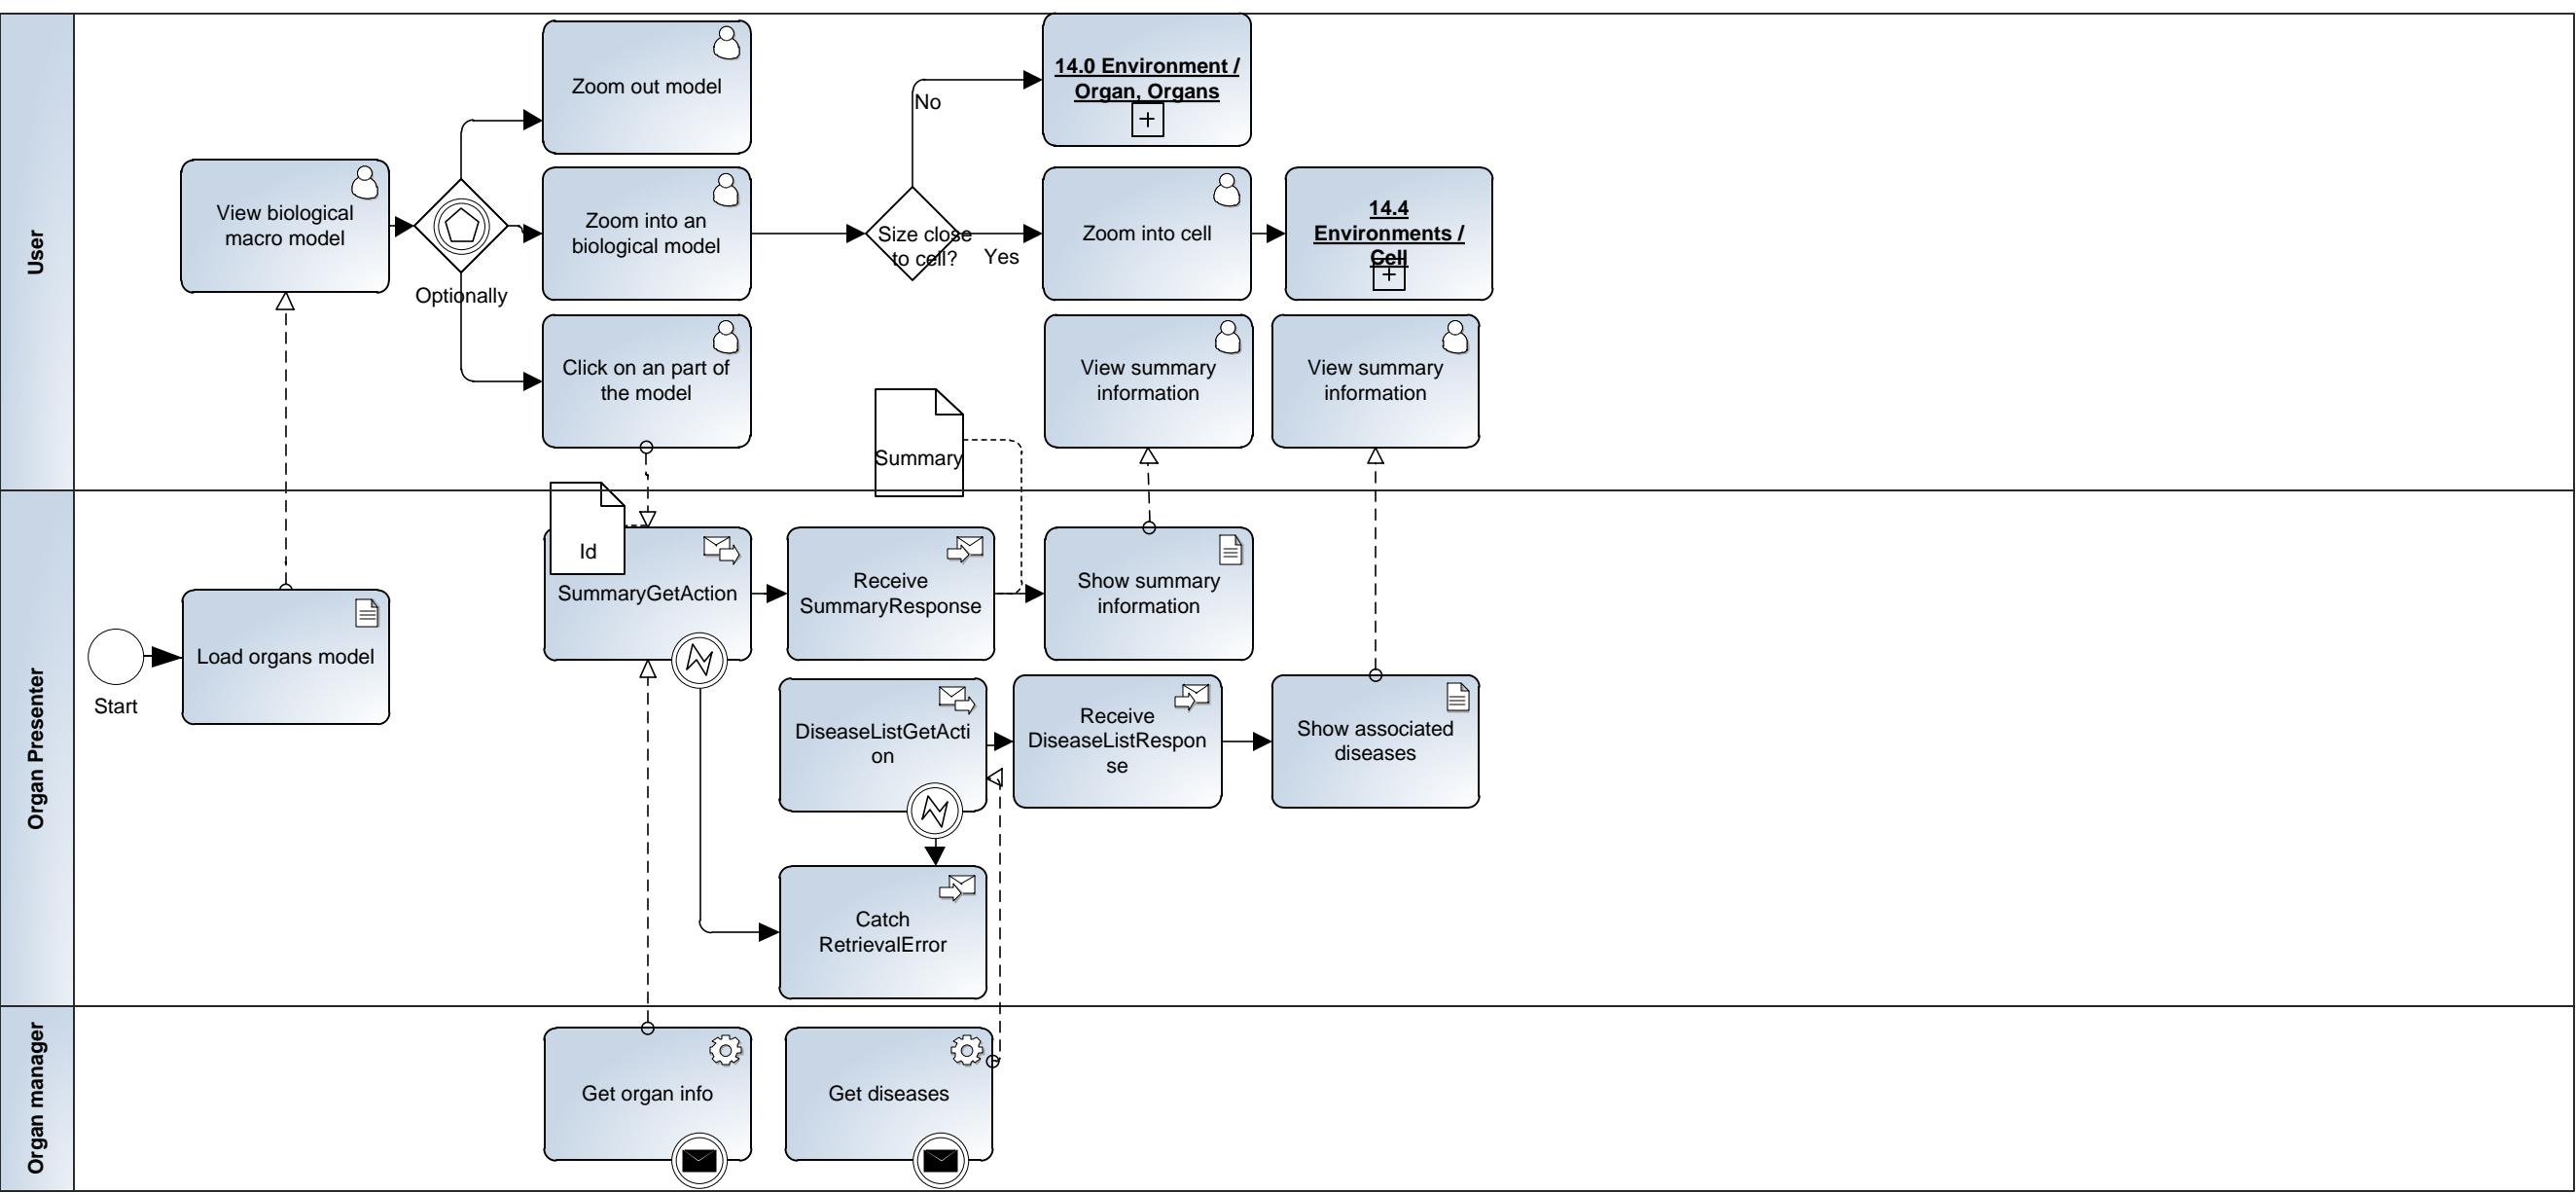 User
Zoom out model
14.0 Environment /
Organ, Organs
No
View biological
macro model
Optionally
Zoom into an
biological model
Size close
to cell?
Yes
Zoom into cell
14.4
Environments /
Cell
Click on an part of
the model
Summary
View summary
information
View summary
information
Organ Presenter
Start
Load organs model
Id
SummaryGetAction
Receive
SummaryResponse
Show summary
information
DiseaseListGetActi
on
Receive
DiseaseListRespon
se
Show associated
diseases
Catch
RetrievalError
Organ manager
Get organ info
Get diseases